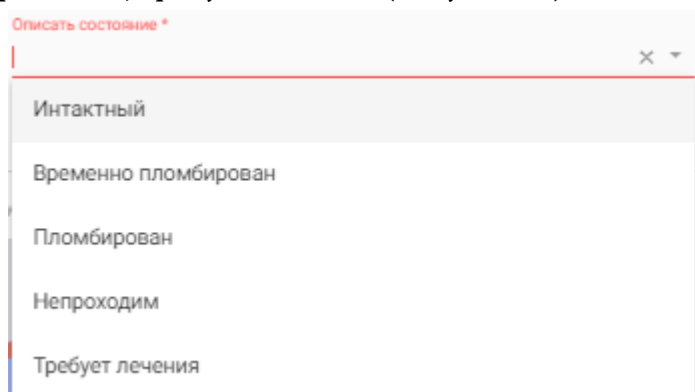 Описать состояние *
Интактный
Временно пломбирован
Пломбирован
Непроходим
Требует лечения